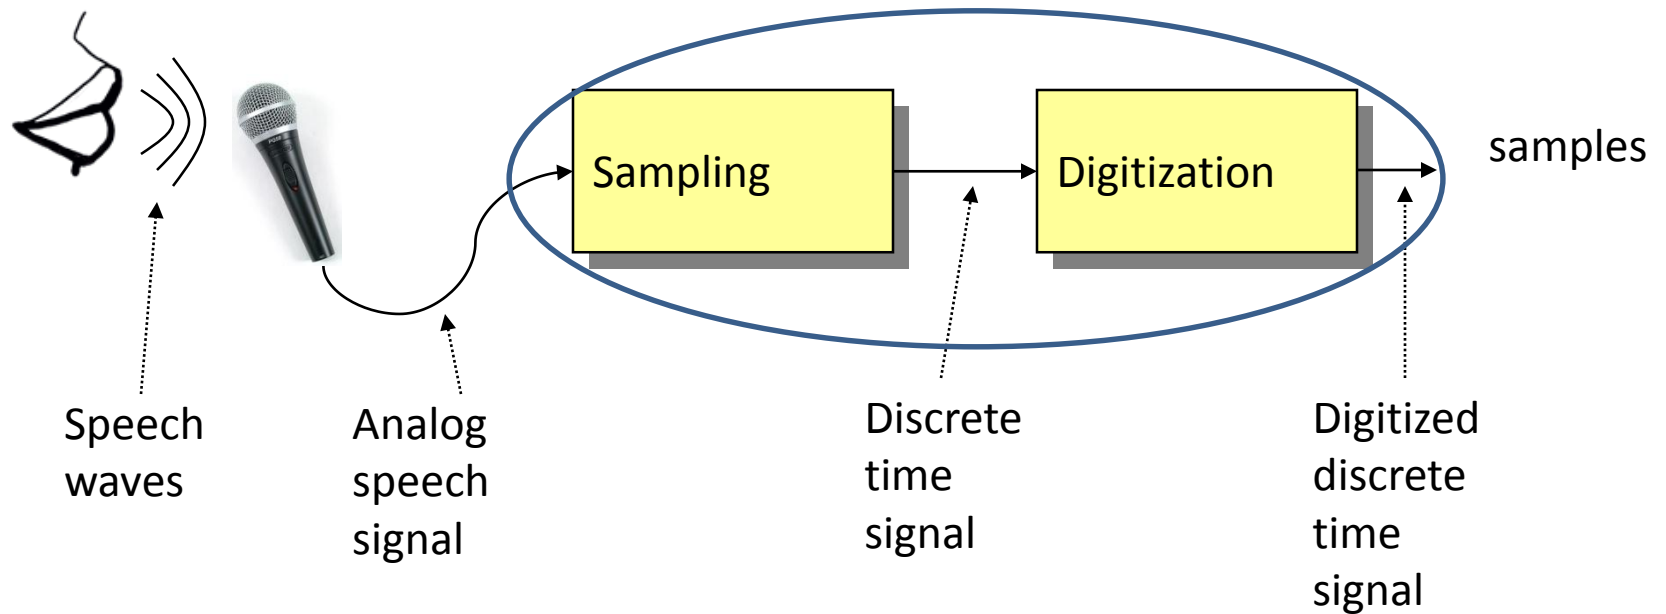 samples
Sampling
Digitization
Speech
waves
Analog
speech
signal
Discrete
time
signal
Digitized
discrete
time
signal